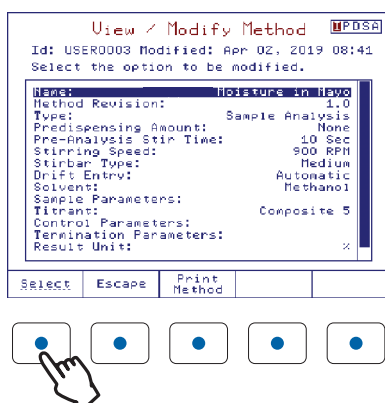 View / Modify Method UPDSA
Id: USER0003 Modified: Apr 02, 2019 08:41
Select the option to be modified.
Name: Moisture in Mayo
Method Revision: 1.0
Type: Sample Analysis
Predispensing Amount: None
Pre-Analysis Stir Time: 10 Sec
Stirring Speed: 900 RPM
Stirbar Type: Medium
Drift Entry: Automatic
Solvent: Methanol
Sample Parameters:
Titrant: Composite 5
Control Parameters:
Termination Parameters:
Result Unit: %
Select Escape Print
Method